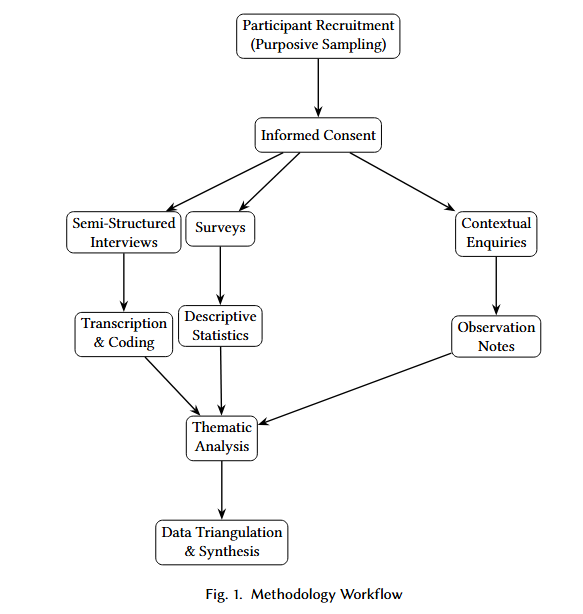 Participant Recruitment
(Purposive Sampling)
Informed Consent
Semi-Structured
Interviews
Surveys
Contextual
Enquiries
Transcription
& Coding
Descriptive
Statistics
Observation
Notes
Thematic
Analysis
Data Triangulation
& Synthesis
Fig. 1. Methodology Workflow